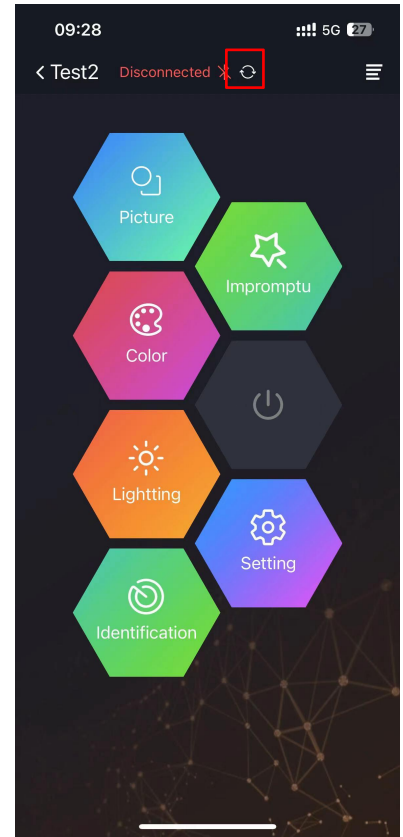 09:28 5G 27
Test2 Disconnected
Picture
Impromptu
Color
Lightting
Setting
Identification